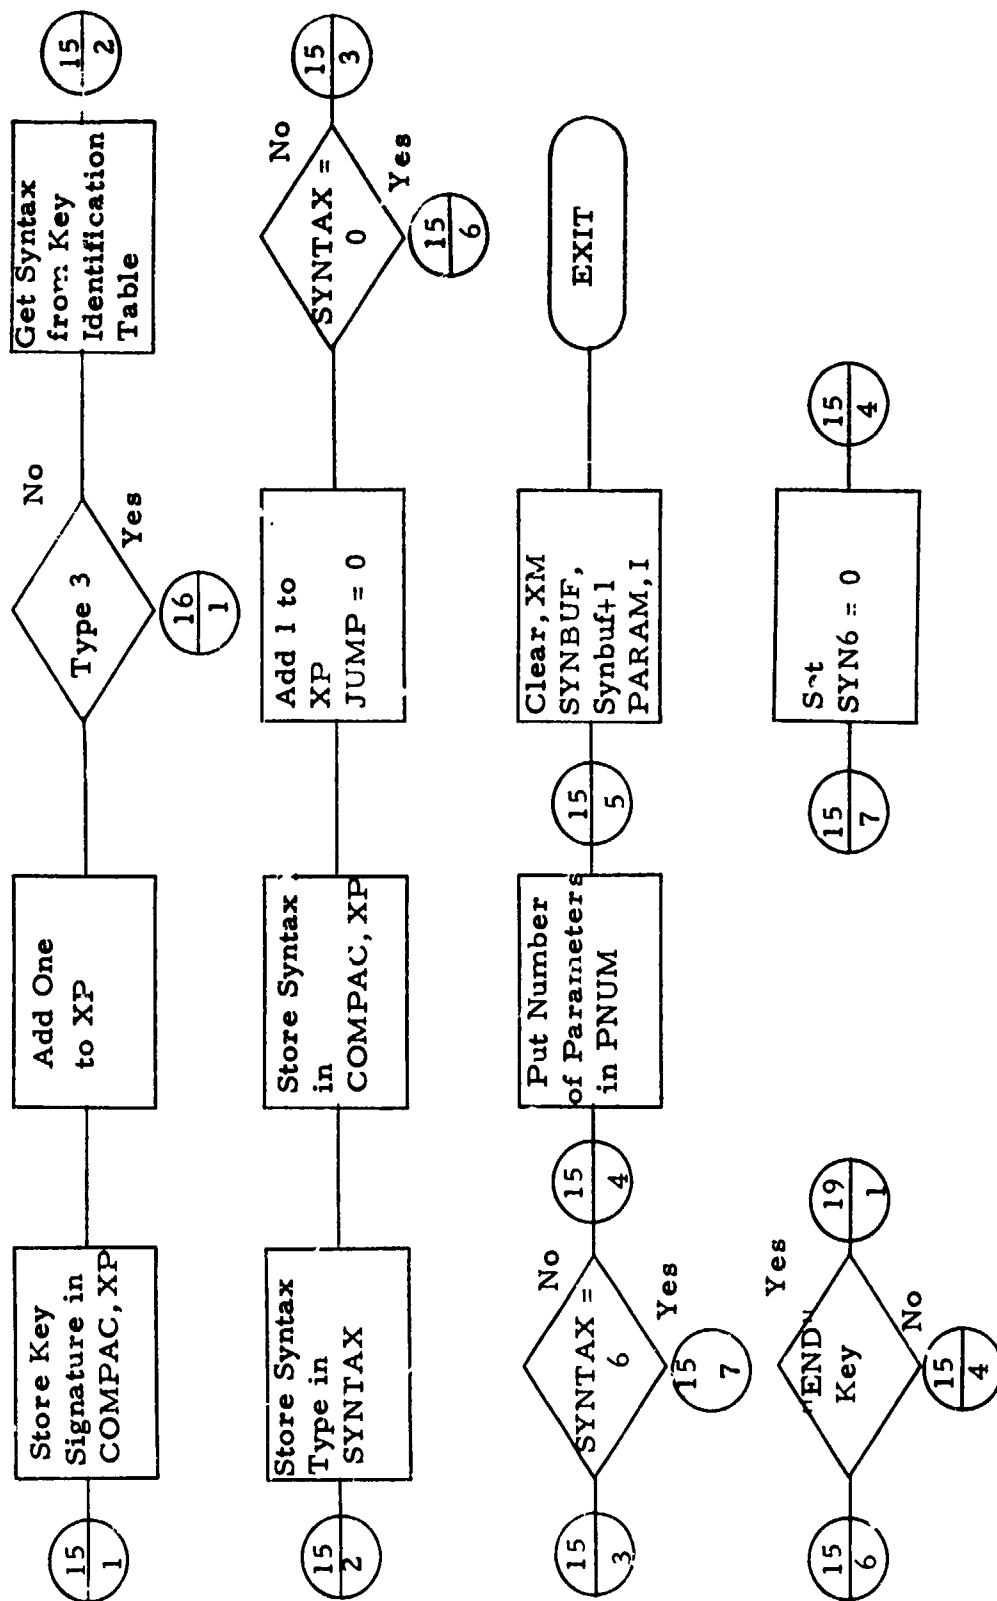 15
1
Store Key
Signature in
COMPAC, XP
Add One
to XP
Type 3
No
Yes
16
1
Get Syntax
from Key
Identification
Table
15
2
15
2
Store Syntax
Type in
SYNTAX
Store Syntax
in
COMPAC, XP
Add 1 to
XP
JUMP = 0
SYNTAX =
0
No
Yes
15
6
15
3
15
3
SYNTAX =
6
No
Yes
15
7
15
4
Put Number
of Parameters
in PNUM
15
5
Clear, XM
SYNBUF,
Synbuf+1
PARAM, I
EXIT
15
6
"END"
Key
Yes
No
15
4
19
1
15
7
SYN6 = 0
15
4